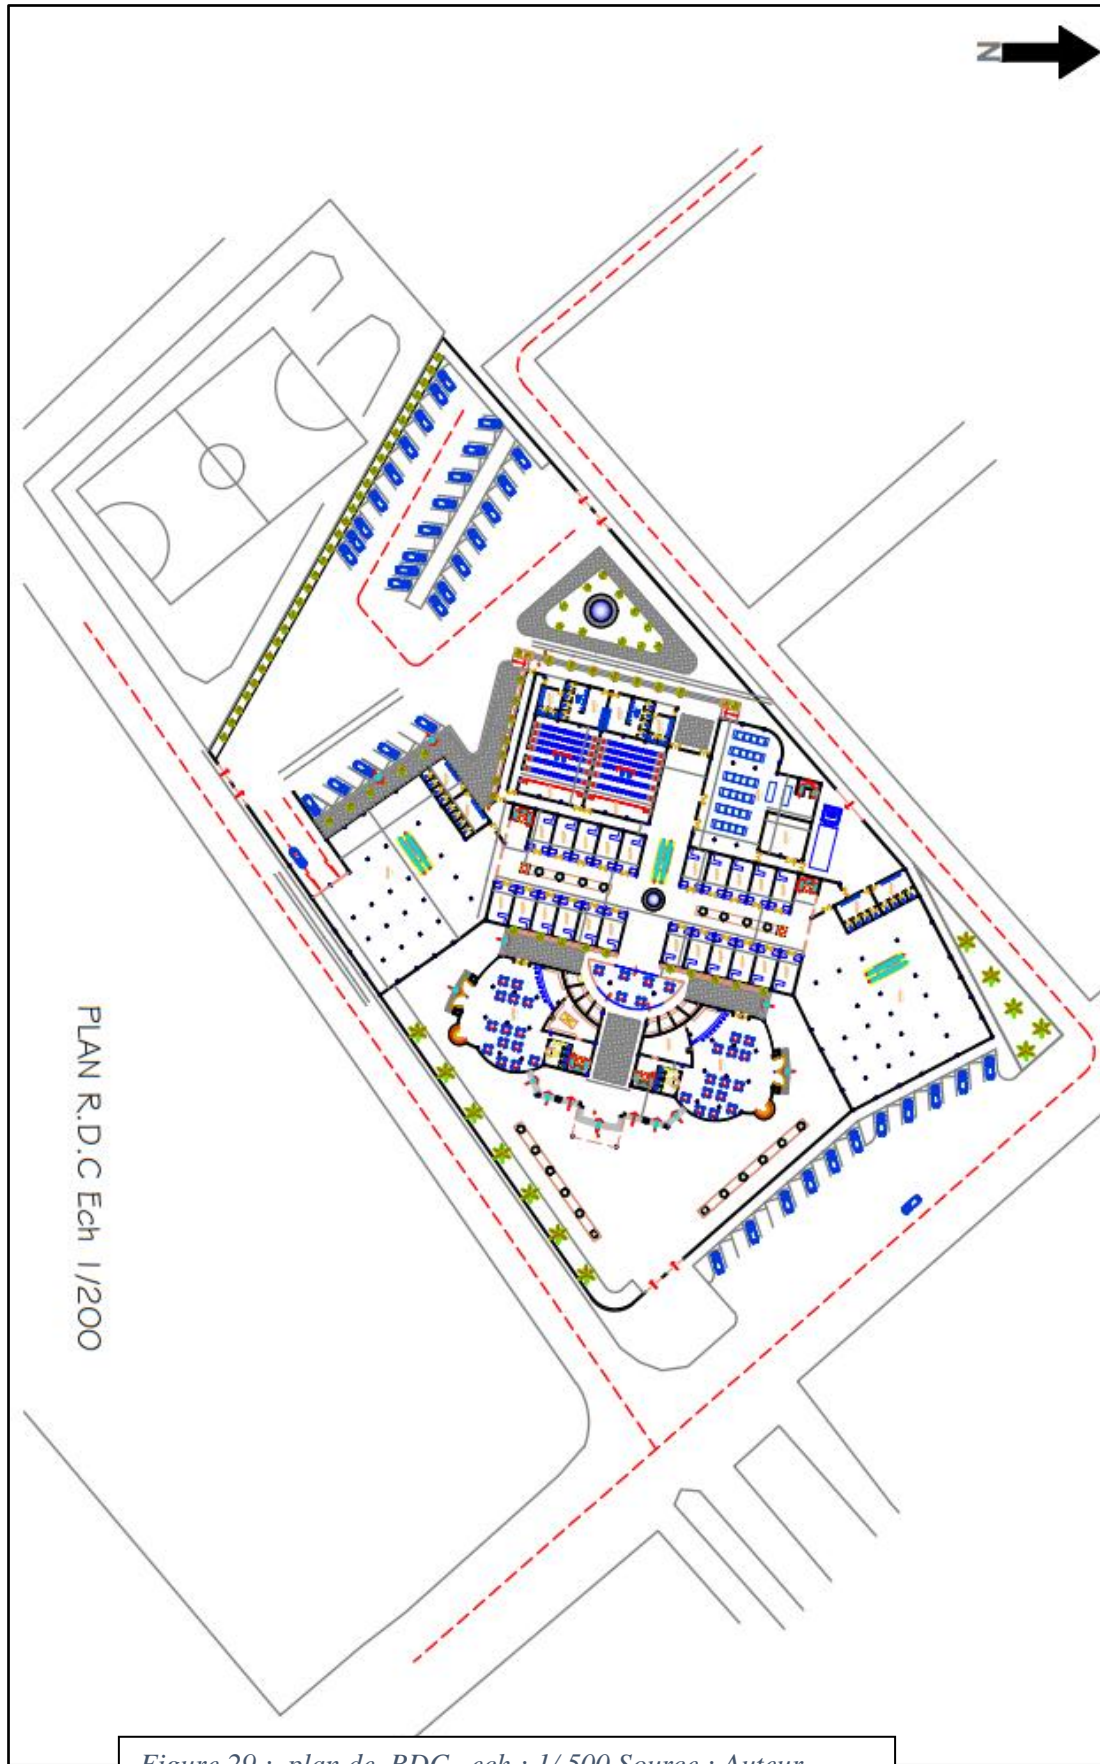 N
PLAN R.D.C Ech 1/200
Figure 29 : plan de RDC ech : 1/ 500 Source : Auteur